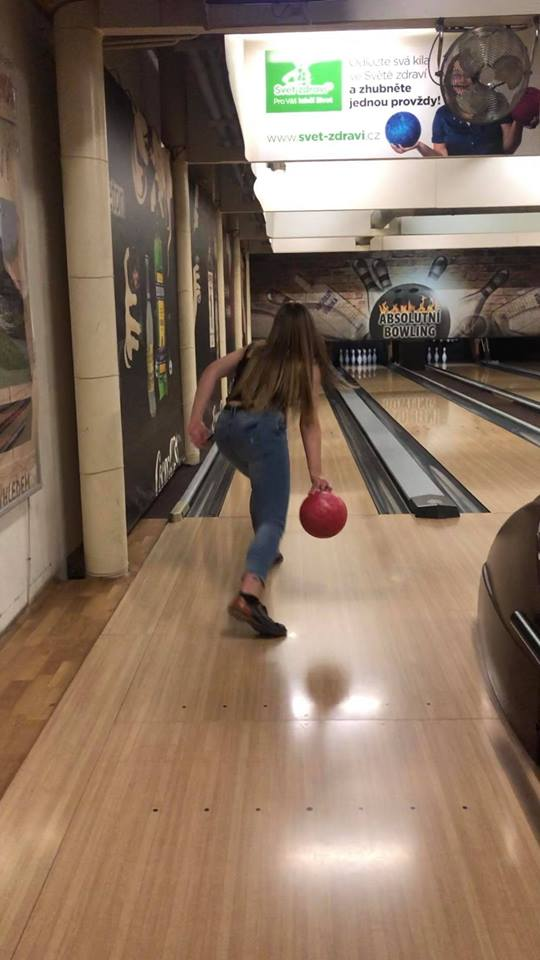 Svět zdraví
Pro Váš lehčí život
Odložte svá kila
ve Světě zdraví
a zhubněte
jednou provždy!
www.svet-zdravi.cz
ABSOLUTNÍ
BOWLING